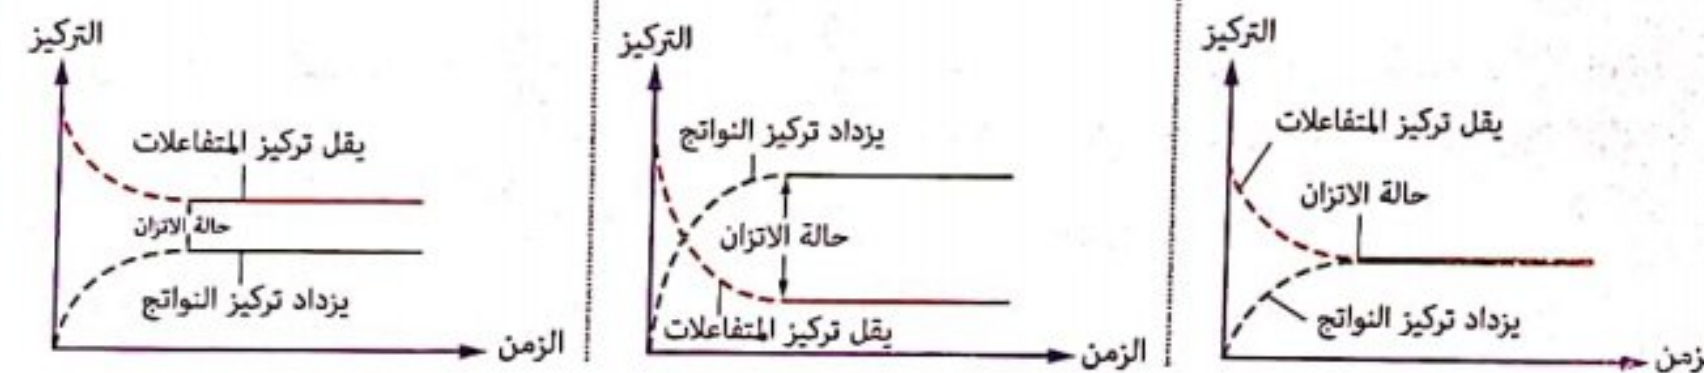 التركيز
يقل تركيز المتفاعلات
حالة الاتزان
يزداد تركيز النواتج
الزمن
التركيز
يزداد تركيز النواتج
حالة الاتزان
يقل تركيز المتفاعلات
الزمن
التركيز
يقل تركيز المتفاعلات
حالة الاتزان
يزداد تركيز النواتج
زمن